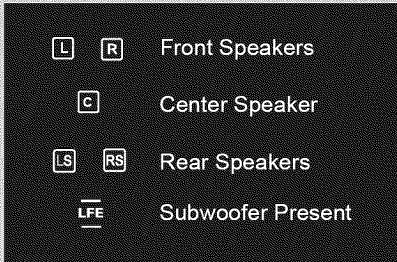 L R Front Speakers
C Center Speaker
LS RS Rear Speakers
LFE Subwoofer Present